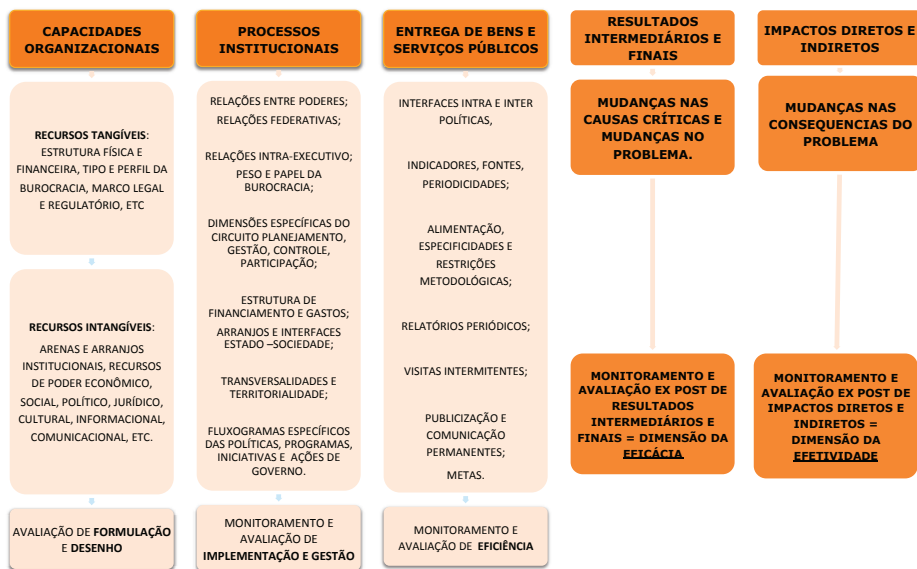 CAPACIDADES
ORGANIZACIONAIS
RECURSOS TANGÍVEIS:
ESTRUTURA FÍSICA E
FINANCEIRA, TIPO E PERFIL DA
BUROCRACIA, MARCO LEGAL
E REGULATÓRIO, ETC
RECURSOS INTANGÍVEIS:
ARENAS E ARRANJOS
INSTITUCIONAIS, RECURSOS
DE PODER ECONÔMICO,
SOCIAL, POLÍTICO, JURÍDICO,
CULTURAL, INFORMACIONAL,
COMUNICACIONAL, ETC.
AVALIAÇÃO DE FORMULAÇÃO
E DESENHO
PROCESSOS
INSTITUCIONAIS
RELAÇÕES ENTRE PODERES;
RELAÇÕES FEDERATIVAS;
RELAÇÕES INTRA-EXECUTIVO;
PESO E PAPEL DA
BUROCRACIA;
DIMENSÕES ESPECÍFICAS DO
CIRCUITO PLANEJAMENTO,
GESTÃO, CONTROLE,
PARTICIPAÇÃO;
ESTRUTURA DE
FINANCIAMENTO E GASTOS;
ARRANJOS E INTERFACES
ESTADO –SOCIEDADE;
TRANSVERSALIDADES E
TERRITORIALIDADE;
FLUXOGRAMAS ESPECÍFICOS
DAS POLÍTICAS, PROGRAMAS,
INICIATIVAS E AÇÕES DE
GOVERNO.
MONITORAMENTO E
AVALIAÇÃO DE
IMPLEMENTAÇÃO E GESTÃO
ENTREGA DE BENS E
SERVIÇOS PÚBLICOS
INTERFACES INTRA E INTER
POLÍTICAS,
INDICADORES, FONTES,
PERIODICIDADES;
ALIMENTAÇÃO,
ESPECIFICIDADES E
RESTRIÇÕES
METODOLÓGICAS;
RELATÓRIOS PERIÓDICOS;
VISITAS INTERMITENTES;
PUBLICIZAÇÃO E
COMUNICAÇÃO
PERMANENTES;
METAS.
MONITORAMENTO E
AVALIAÇÃO DE EFICIÊNCIA
RESULTADOS
INTERMEDIÁRIOS E
FINAIS
MUDANÇAS NAS
CAUSAS CRÍTICAS E
MUDANÇAS NO
PROBLEMA.
MONITORAMENTO E
AVALIAÇÃO EX POST DE
RESULTADOS
INTERMEDIÁRIOS E
FINAIS = DIMENSÃO DA
EFICÁCIA
IMPACTOS DIRETOS E
INDIRETOS
MUDANÇAS NAS
CONSEQUENCIAS DO
PROBLEMA
MONITORAMENTO E
AVALIAÇÃO EX POST DE
IMPACTOS DIRETOS E
INDIRETOS =
DIMENSÃO DA
EFETIVIDADE